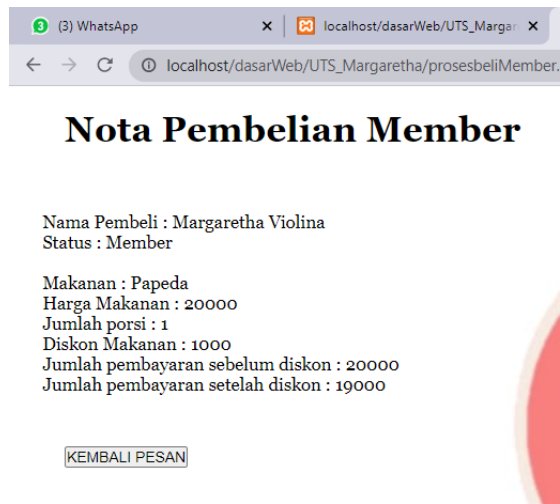 3 (3) WhatsApp
localhost/dasarWeb/UTS_Margar
localhost/dasarWeb/UTS_Margaretha/prosesbeliMember.
Nota Pembelian Member
Nama Pembeli : Margaretha Violina
Status : Member
Makanan : Papeda
Harga Makanan : 20000
Jumlah porsi : 1
Diskon Makanan : 1000
Jumlah pembayaran sebelum diskon : 20000
Jumlah pembayaran setelah diskon : 19000
KEMBALI PESAN